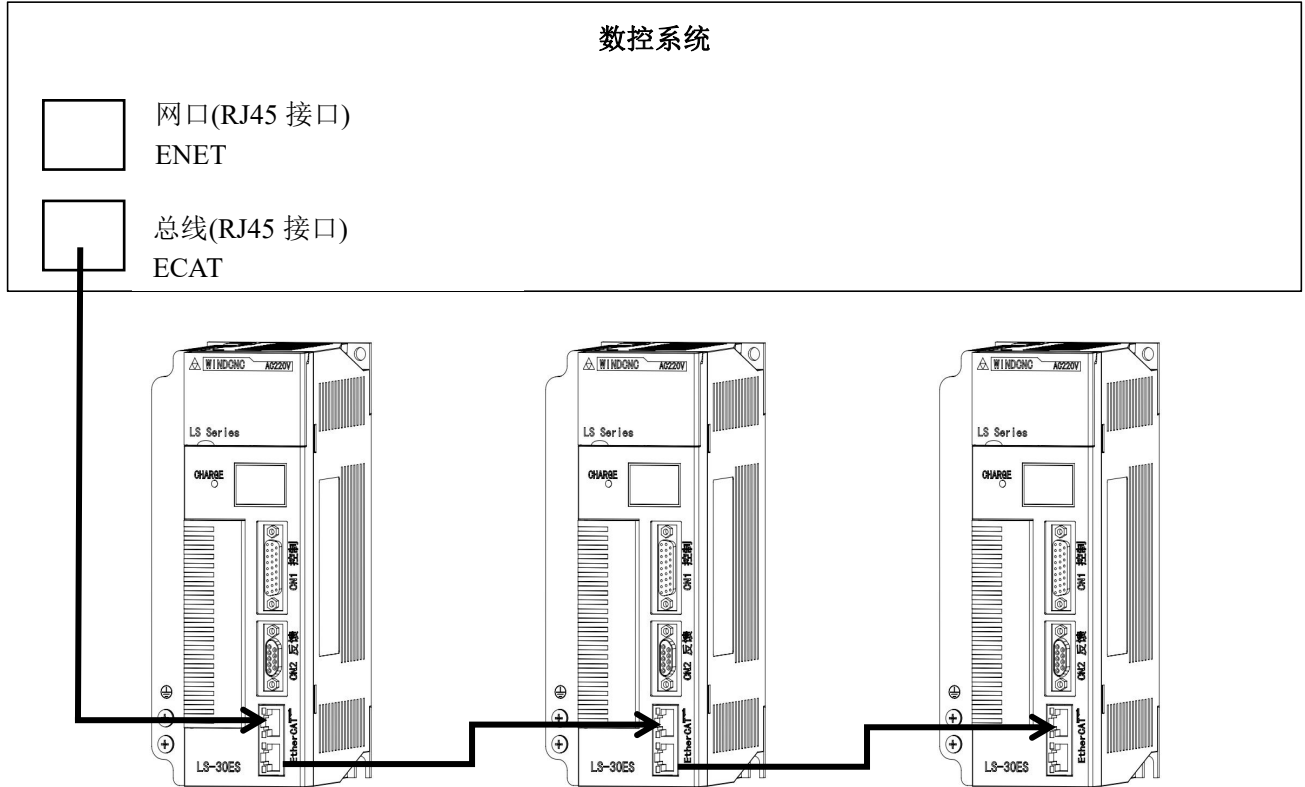 数控系统
网口(RJ45 接口)
ENET
总线(RJ45 接口)
ECAT
WINDCNC AC220V
LS Series
CHARGE
CN1 控制
CN2 反馈
EtherCAT
LS-30ES
WINDCNC AC220V
LS Series
CHARGE
CN1 控制
CN2 反馈
EtherCAT
LS-30ES
WINDCNC AC220V
LS Series
CHARGE
CN1 控制
CN2 反馈
EtherCAT
LS-30ES